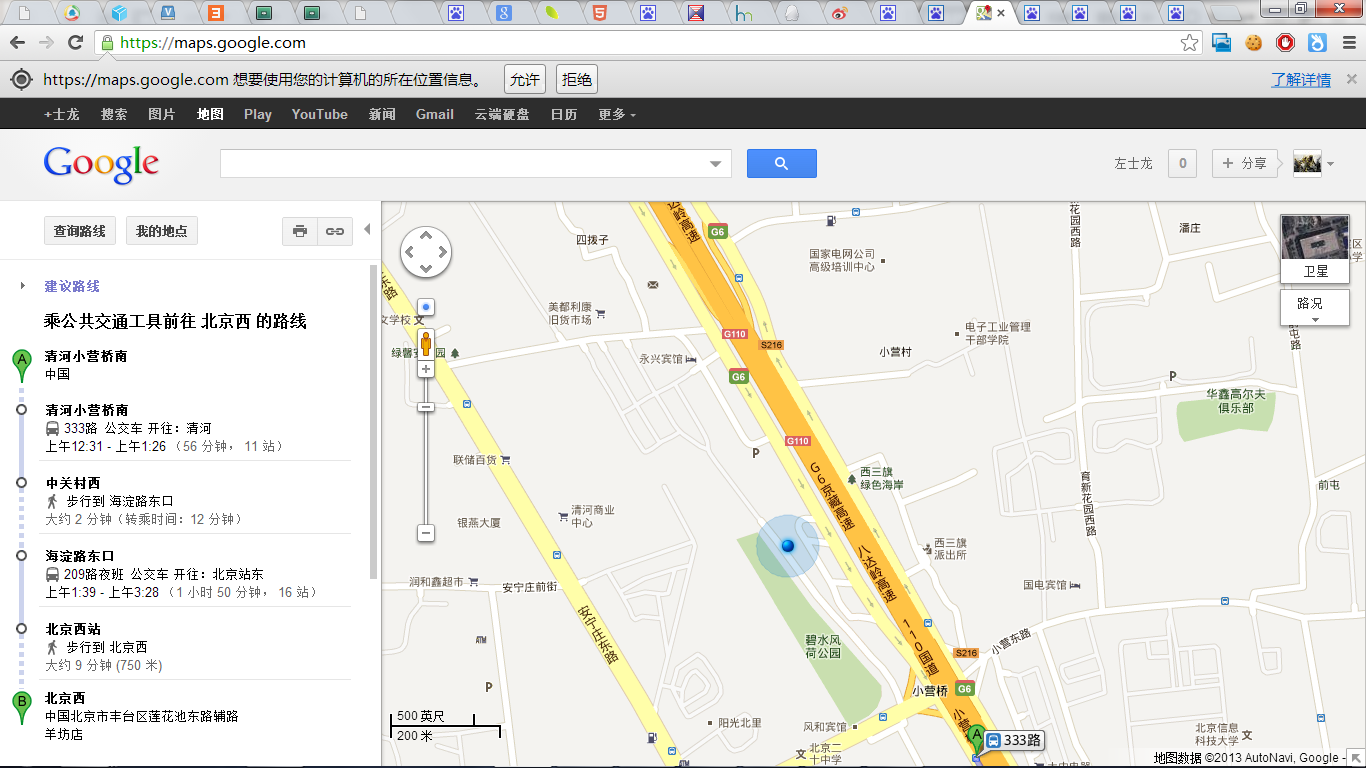 https://maps.google.com
https://maps.google.com 想要使用您的计算机的所在位置信息。 允许 拒绝 了解详情
+士龙 搜索 图片 地图 Play YouTube 新闻 Gmail 云端硬盘 日历 更多
Google 左士龙 0 + 分享
查询路线 我的地点
建议路线
乘公共交通工具前往 北京西 的路线
A 清河小营桥南
中国
清河小营桥南
333路 公交车 开往：清河
上午12:31 - 上午1:26 （56 分钟， 11 站）
中关村西
步行到 海淀路东口
大约 2 分钟（转乘时间：12 分钟）
海淀路东口
209路夜班 公交车 开往：北京站东
上午1:39 - 上午3:28 （1 小时 50 分钟， 16 站）
北京西站
步行到 北京西
大约 9 分钟 (750 米)
B 北京西
中国北京市丰台区莲花池东路辅路
羊坊店
达岭高速
G6
四拨子
国家电网公司
高级培训中心
花园西路
潘庄
卫星
路况
东路
美都利康
旧货市场
文学校 文
G110
S216
电子工业管理
干部学院
永兴宾馆
小营村
G6
P
华鑫高尔夫
俱乐部
G110
P
联储百货
G6京藏高速
西三旗
绿色海岸
育新花园西路
前屯
银燕大厦
清河商业
中心
八达岭高速
西三旗
派出所
润和鑫超市
安宁庄前街
国电宾馆
安宁庄东路
110国道
ATM
碧水风
荷公园
小营东路
S216
P
小营桥
G6
500 英尺
200 米
阳光北里
风和宾馆
小营
A 333路
北京信息
科技大学 文
文 北京二
十中学
ATM
地图数据 ©2013 AutoNavi, Google -